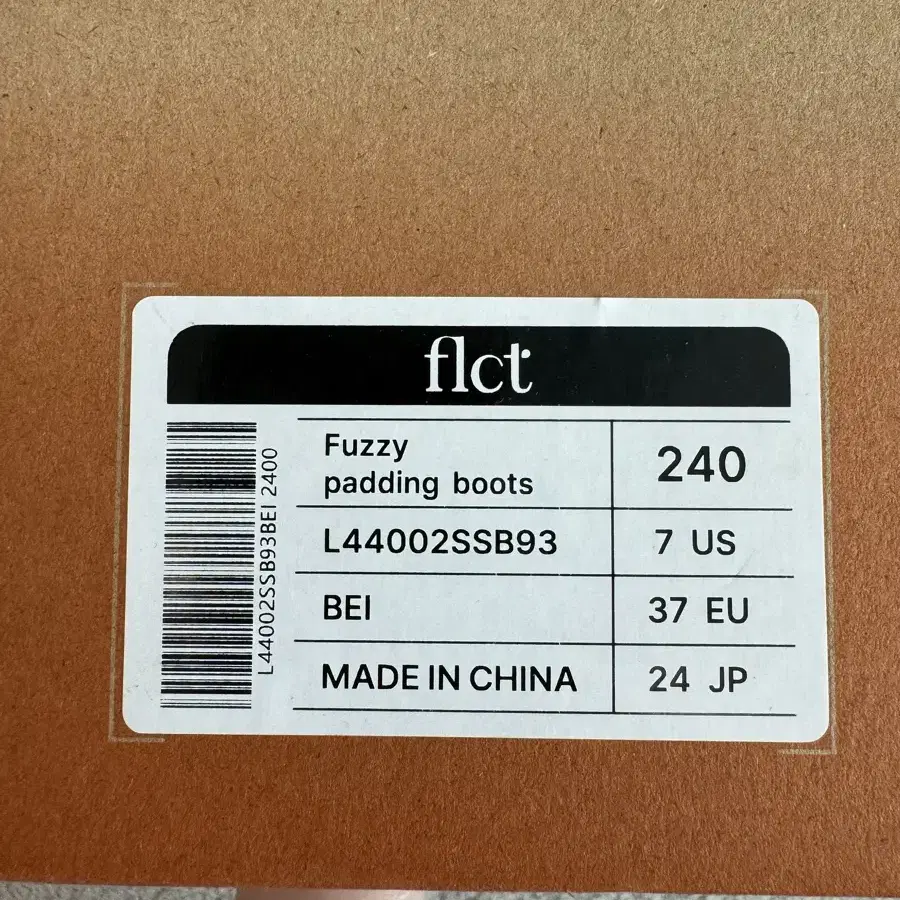 flct
L44002SSB93BEI 2400
Fuzzy
padding boots
240
L44002SSB93
7 US
BEI
37 EU
MADE IN CHINA
24 JP